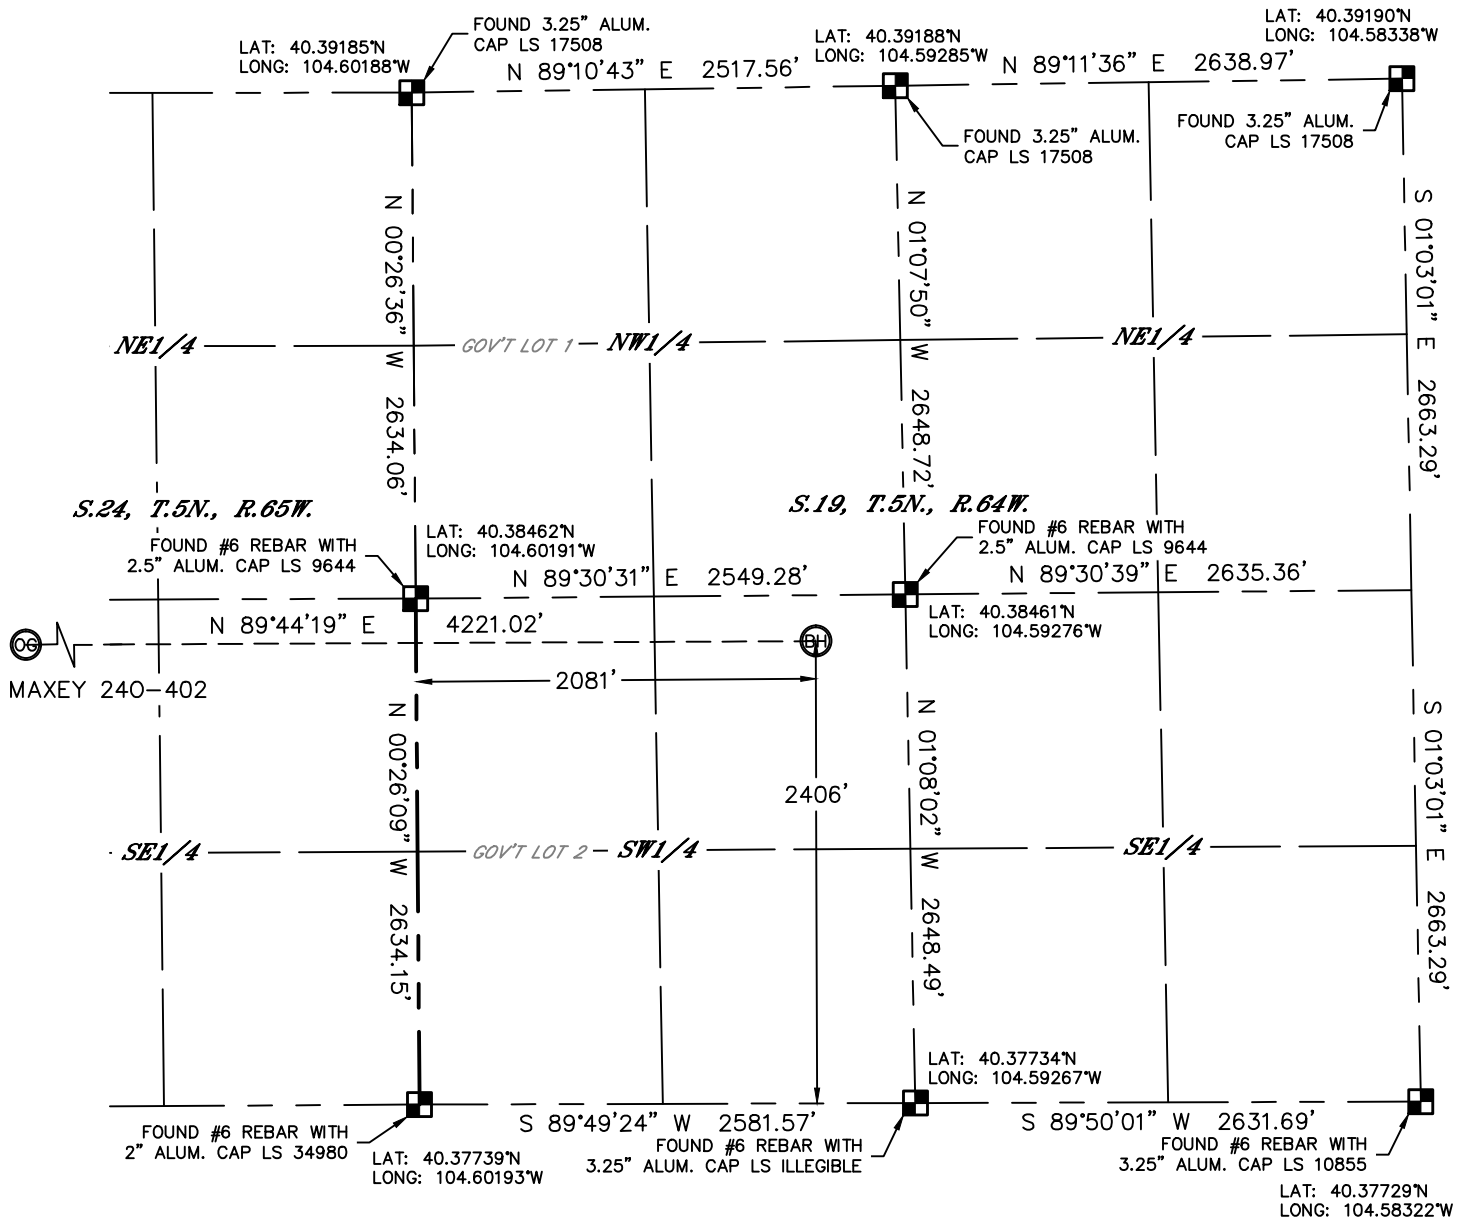 LAT: 40.39185°N
LONG: 104.60188°W
FOUND 3.25" ALUM.
CAP LS 17508
N 89°10'43" E 2517.56'
LAT: 40.39188°N
LONG: 104.59285°W
N 89°11'36" E 2638.97'
LAT: 40.39190°N
LONG: 104.58338°W
FOUND 3.25" ALUM.
CAP LS 17508
FOUND 3.25" ALUM.
CAP LS 17508
N 00°26'36" W 2634.06'
N 01°07'50" W 2648.72'
S 01°03'01" E 2663.29'
NE1/4
GOV'T LOT 1
NW1/4
NE1/4
S.24, T.5N., R.65W.
S.19, T.5N., R.64W.
FOUND #6 REBAR WITH
2.5" ALUM. CAP LS 9644
LAT: 40.38462°N
LONG: 104.60191°W
FOUND #6 REBAR WITH
2.5" ALUM. CAP LS 9644
N 89°30'31" E 2549.28'
N 89°30'39" E 2635.36'
LAT: 40.38461°N
LONG: 104.59276°W
N 89°44'19" E 4221.02'
OG
BH
MAXEY 240-402
2081'
N 00°26'09" W 2634.15'
N 01°08'02" W 2648.49'
S 01°03'01" E 2663.29'
2406'
SE1/4
GOV'T LOT 2
SW1/4
SE1/4
LAT: 40.37734°N
LONG: 104.59267°W
S 89°49'24" W 2581.57'
S 89°50'01" W 2631.69'
FOUND #6 REBAR WITH
2" ALUM. CAP LS 34980
LAT: 40.37739°N
LONG: 104.60193°W
FOUND #6 REBAR WITH
3.25" ALUM. CAP LS ILLEGIBLE
FOUND #6 REBAR WITH
3.25" ALUM. CAP LS 10855
LAT: 40.37729°N
LONG: 104.58322°W